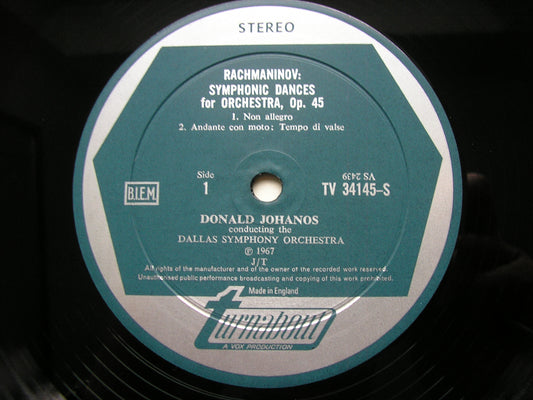 STEREO
RACHMANINOV:
SYMPHONIC DANCES
for ORCHESTRA, Op. 45
1. Non allegro
2. Andante con moto: Tempo di valse
B.I.E.M.
Side
1
TV 34145-S
VS 2439
DONALD JOHANOS
conducting the
DALLAS SYMPHONY ORCHESTRA
℗ 1967
J/T
All rights of the manufacturer and of the owner of the recorded work reserved.
Unauthorised public performance broadcasting and copying of this work prohibited.
Made in England
turnabout
A VOX PRODUCTION